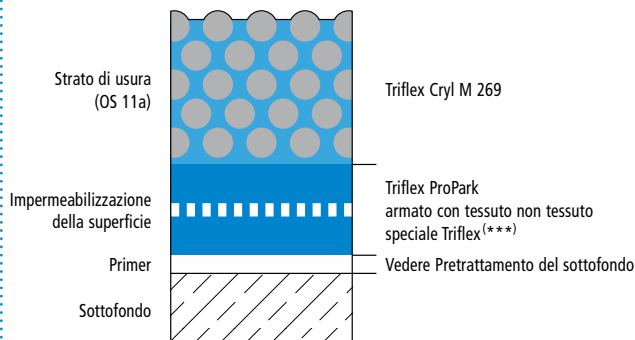 Strato di usura
(OS 11a)
Triflex Cryl M 269
Impermeabilizzazione
della superficie
Triflex ProPark
armato con tessuto non tessuto
speciale Triflex(***)
Primer
Vedere Pretrattamento del sottofondo
Sottofondo